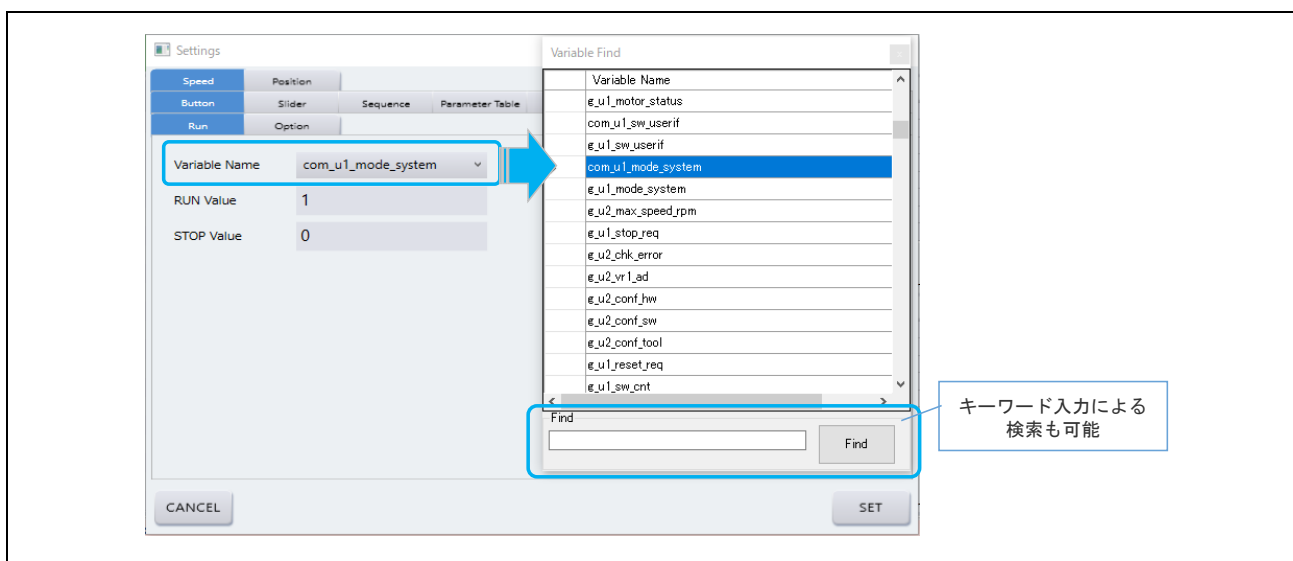 Settings
Speed Position
Button Slider Sequence Parameter Table
Run Option
Variable Name com_u1_mode_system
RUN Value 1
STOP Value 0
CANCEL
SET
Variable Find
Variable Name
g_u1_motor_status
com_u1_sw_userif
g_u1_sw_userif
com_u1_mode_system
g_u1_mode_system
g_u2_max_speed_rpm
g_u1_stop_req
g_u2_chk_error
g_u2_vr1_ad
g_u2_conf_hw
g_u2_conf_sw
g_u2_conf_tool
g_u1_reset_req
g_u1_sw_cnt
Find
Find
キーワード入力による
検索も可能